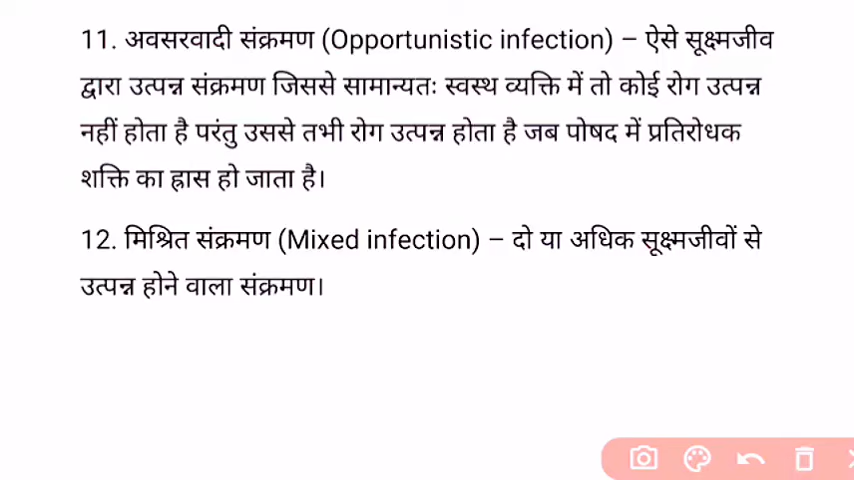 11. अवसरवादी संक्रमण (Opportunistic infection) – ऐसे सूक्ष्मजीव
द्वारा उत्पन्न संक्रमण जिससे सामान्यतः स्वस्थ व्यक्ति में तो कोई रोग उत्पन्न
नहीं होता है परंतु उससे तभी रोग उत्पन्न होता है जब पोषद में प्रतिरोधक
शक्ति का ह्रास हो जाता है।
12. मिश्रित संक्रमण (Mixed infection) – दो या अधिक सूक्ष्मजीवों से
उत्पन्न होने वाला संक्रमण।